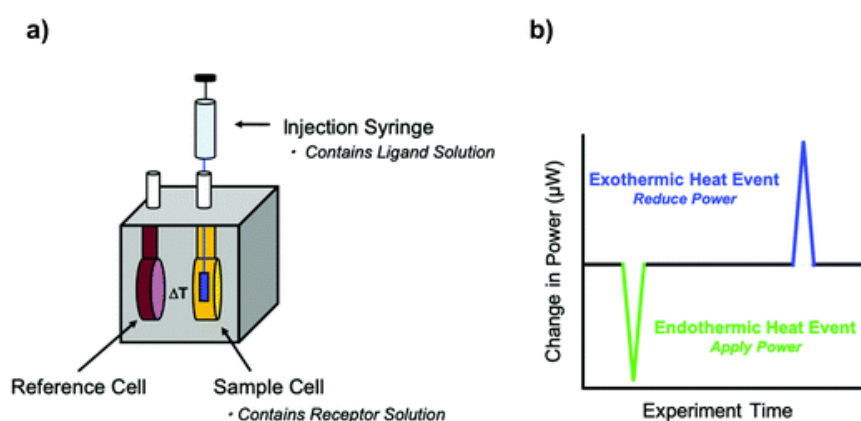 a)
Injection Syringe
· Contains Ligand Solution
ΔT
Reference Cell
Sample Cell
· Contains Receptor Solution
b)
Change in Power (µW)
Exothermic Heat Event
Reduce Power
Endothermic Heat Event
Apply Power
Experiment Time